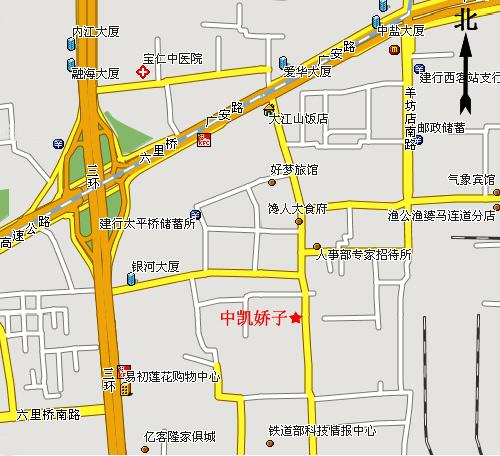 北
内江大厦
中盐大厦
广安路
宝仁中医院
融海大厦
爱华大厦
建行西客站支行
羊坊店南路
广安路
大江山饭店
邮政储蓄
六里桥
KFC
三环
好梦旅馆
气象宾馆
馋人大食府
渔公渔婆马连道分店
建行太平桥储蓄所
高速公路
人事部专家招待所
银河大厦
中凯娇子
三环
易初莲花购物中心
六里桥南路
亿客隆家俱城
铁道部科技情报中心